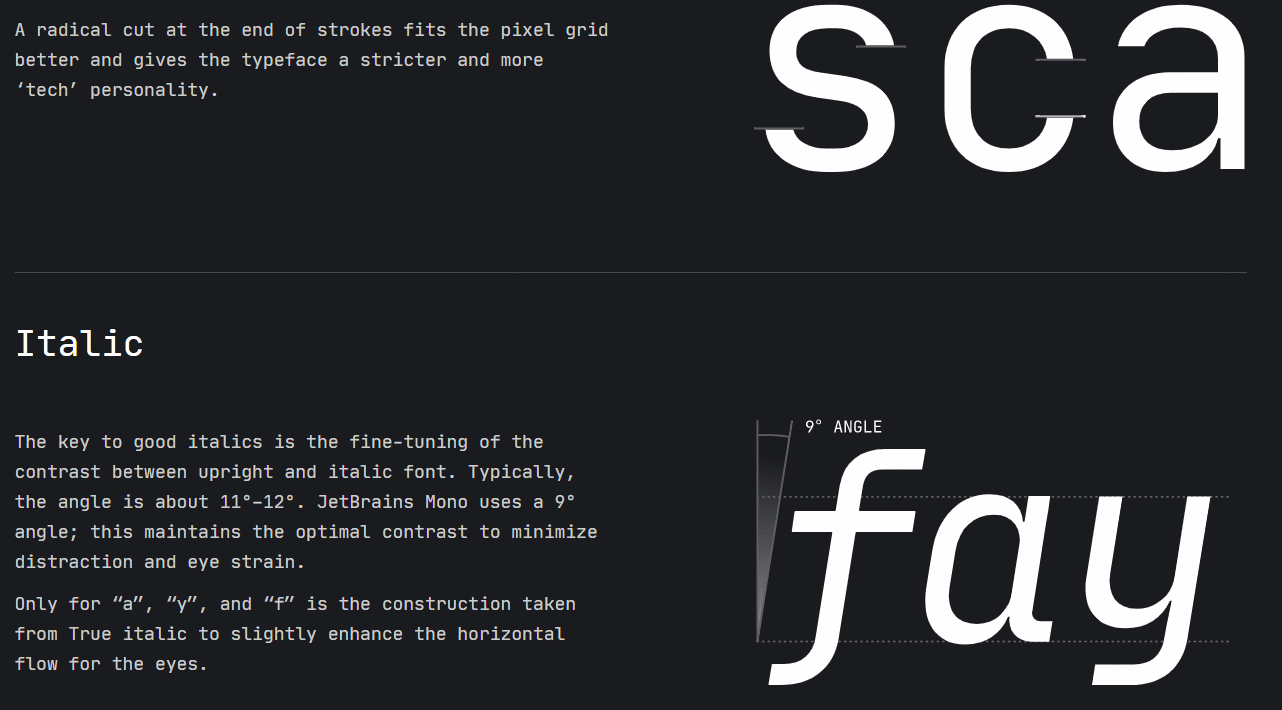 A radical cut at the end of strokes fits the pixel grid
better and gives the typeface a stricter and more
‘tech’ personality.
sca
Italic
The key to good italics is the fine-tuning of the
contrast between upright and italic font. Typically,
the angle is about 11°–12°. JetBrains Mono uses a 9°
angle; this maintains the optimal contrast to minimize
distraction and eye strain.
Only for “a”, “y”, and “f” is the construction taken
from True italic to slightly enhance the horizontal
flow for the eyes.
9° ANGLE
fay